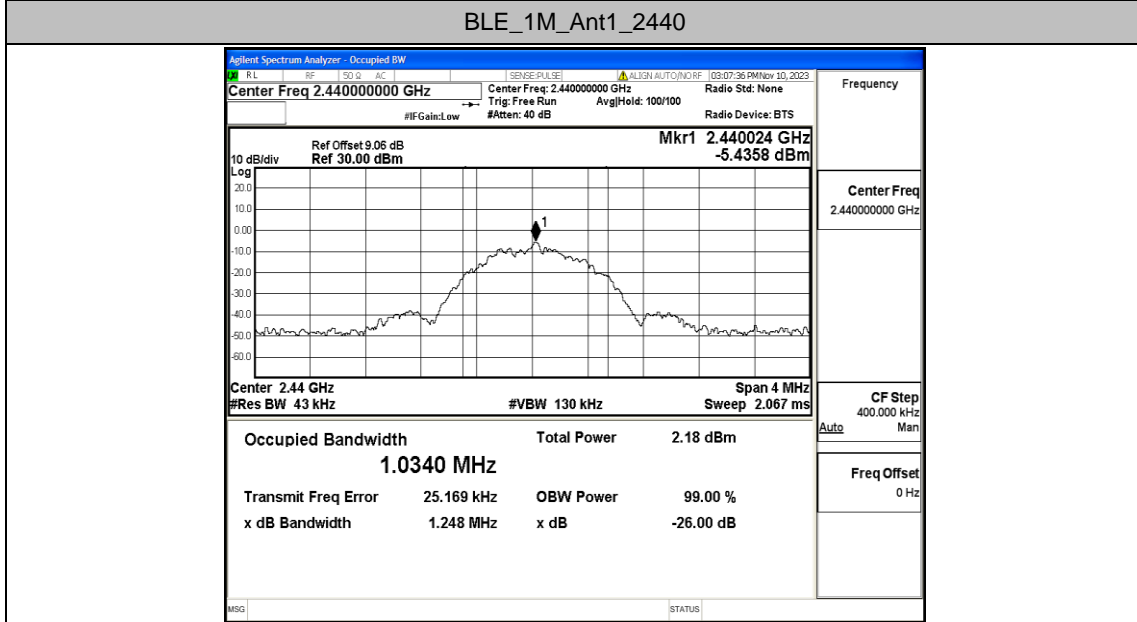 BLE_1M_Ant1_2440
Agilent Spectrum Analyzer - Occupied BW
LXI RL RF 50 Ω AC SENSE:PULSE ALIGN AUTO/NO RF 03:07:36 PM Nov 10, 2023
Center Freq 2.440000000 GHz
Center Freq: 2.440000000 GHz Radio Std: None
Trig: Free Run Avg|Hold: 100/100
#IFGain:Low #Atten: 40 dB Radio Device: BTS
Frequency
Mkr1 2.440024 GHz
-5.4358 dBm
Ref Offset 9.06 dB
10 dB/div Ref 30.00 dBm
Log
20.0
10.0
0.00
-10.0
-20.0
-30.0
-40.0
-50.0
-60.0
1
Center Freq
2.440000000 GHz
Center 2.44 GHz Span 4 MHz
#Res BW 43 kHz #VBW 130 kHz Sweep 2.067 ms
CF Step
400.000 kHz
Auto Man
Occupied Bandwidth Total Power 2.18 dBm
1.0340 MHz
Transmit Freq Error 25.169 kHz OBW Power 99.00 %
x dB Bandwidth 1.248 MHz x dB -26.00 dB
Freq Offset
0 Hz
MSG STATUS